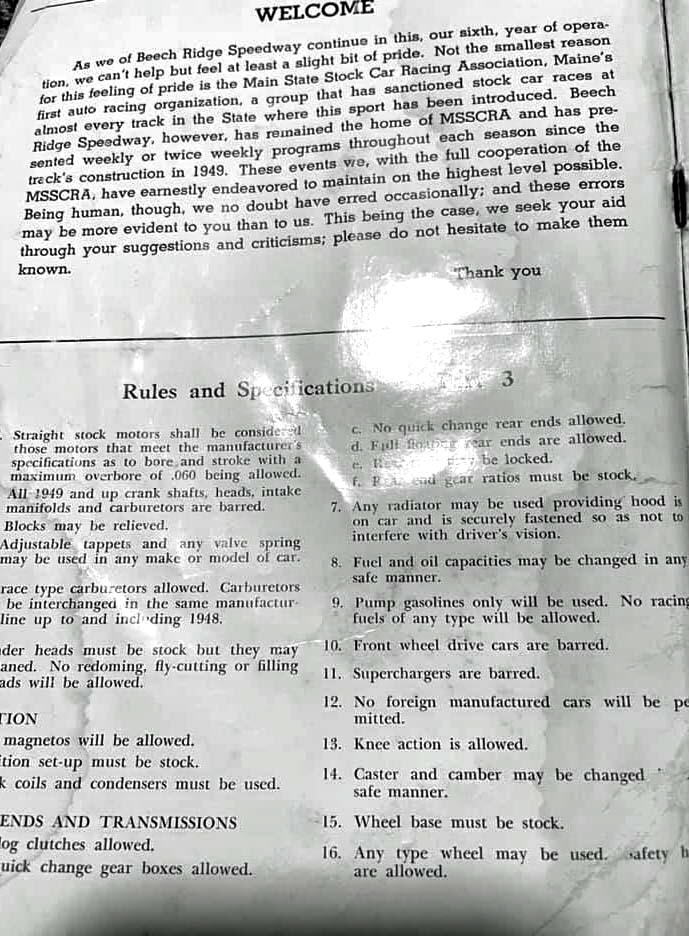 WELCOME
As we of Beech Ridge Speedway continue in this, our sixth, year of opera-
tion, we can't help but feel at least a slight bit of pride. Not the smallest reason
for this feeling of pride is the Main State Stock Car Racing Association, Maine's
first auto racing organization, a group that has sanctioned stock car races at
almost every track in the State where this sport has been introduced. Beech
Ridge Speedway, however, has remained the home of MSSCRA and has pre-
sented weekly or twice weekly programs throughout each season since the
track's construction in 1949. These events we, with the full cooperation of the
MSSCRA, have earnestly endeavored to maintain on the highest level possible.
Being human, though, we no doubt have erred occasionally; and these errors
may be more evident to you than to us. This being the case, we seek your aid
through your suggestions and criticisms; please do not hesitate to make them
known.
Thank you
Rules and Specifications
3
Straight stock motors shall be considered
those motors that meet the manufacturer's
specifications as to bore and stroke with a
maximum overbore of .060 being allowed.
All 1949 and up crank shafts, heads, intake
manifolds and carburetors are barred.
Blocks may be relieved.
Adjustable tappets and any valve spring
may be used in any make or model of car.
race type carburetors allowed. Carburetors
be interchanged in the same manufactur-
line up to and including 1948.
der heads must be stock but they may
aned. No redoming, fly-cutting or filling
ads will be allowed.
TION
magnetos will be allowed.
ition set-up must be stock.
k coils and condensers must be used.
ENDS AND TRANSMISSIONS
og clutches allowed.
uick change gear boxes allowed.
c. No quick change rear ends allowed.
d. Full floating rear ends are allowed.
e. be locked.
f. end gear ratios must be stock.
7. Any radiator may be used providing hood is
on car and is securely fastened so as not to
interfere with driver's vision.
8. Fuel and oil capacities may be changed in any
safe manner.
9. Pump gasolines only will be used. No racing
fuels of any type will be allowed.
10. Front wheel drive cars are barred.
11. Superchargers are barred.
12. No foreign manufactured cars will be pe
mitted.
13. Knee action is allowed.
14. Caster and camber may be changed
safe manner.
15. Wheel base must be stock.
16. Any type wheel may be used. safety h
are allowed.